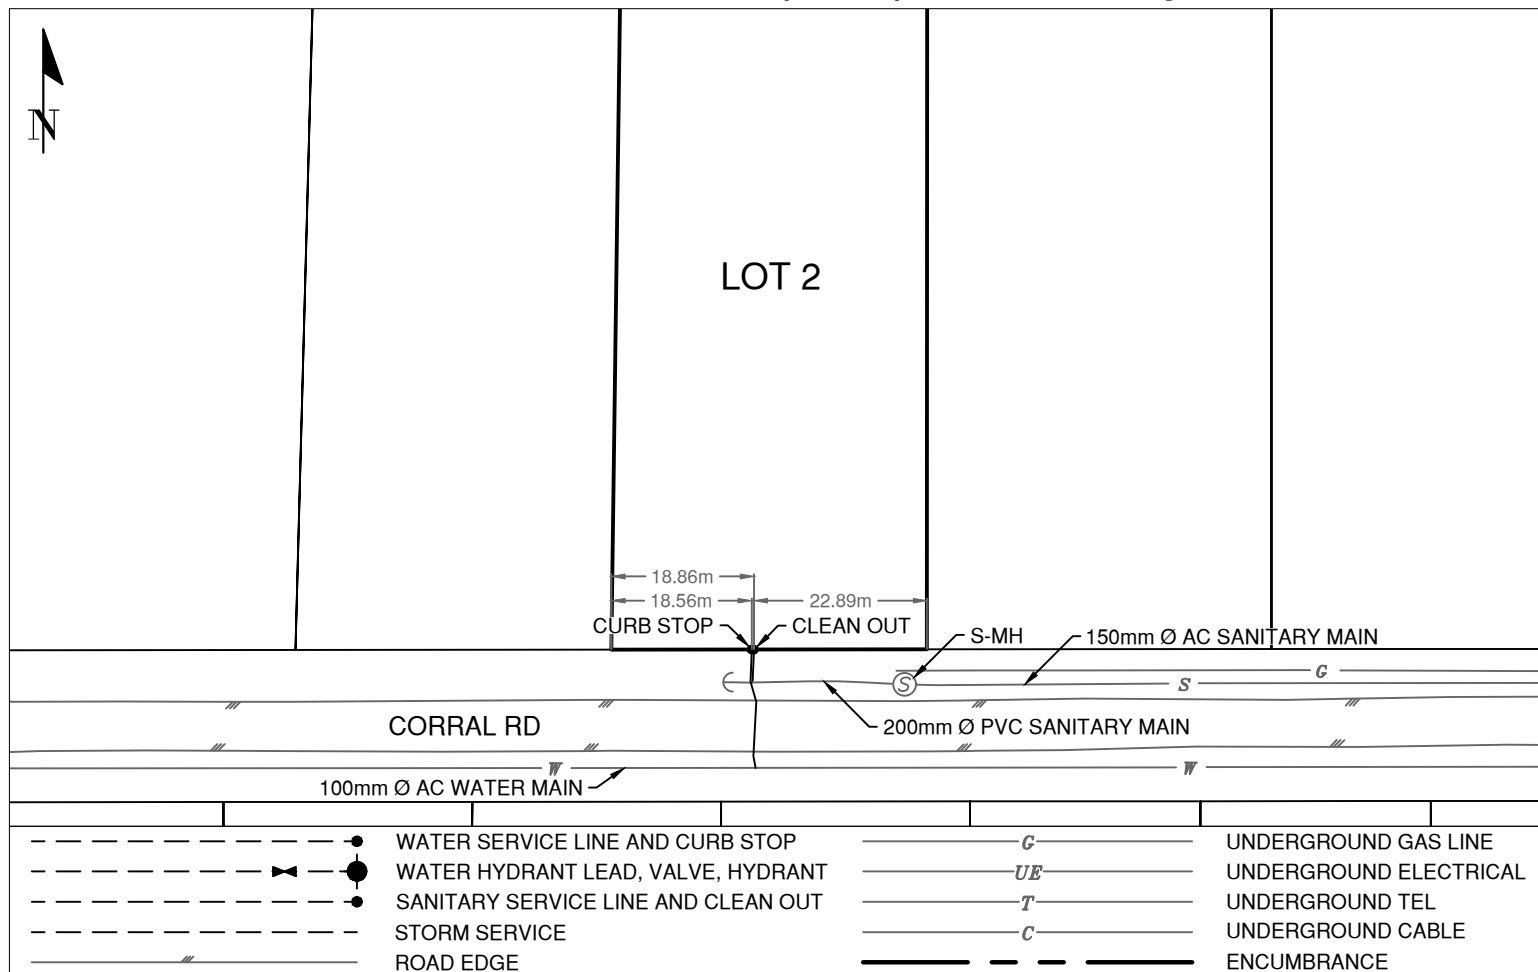 N
LOT 2
18.86m
18.56m
22.89m
CURB STOP
CLEAN OUT
S-MH
150mm Ø AC SANITARY MAIN
G
S
S
CORRAL RD
200mm Ø PVC SANITARY MAIN
W
W
100mm Ø AC WATER MAIN
WATER SERVICE LINE AND CURB STOP
WATER HYDRANT LEAD, VALVE, HYDRANT
SANITARY SERVICE LINE AND CLEAN OUT
STORM SERVICE
ROAD EDGE
G UNDERGROUND GAS LINE
UE UNDERGROUND ELECTRICAL
T UNDERGROUND TEL
C UNDERGROUND CABLE
ENCUMBRANCE